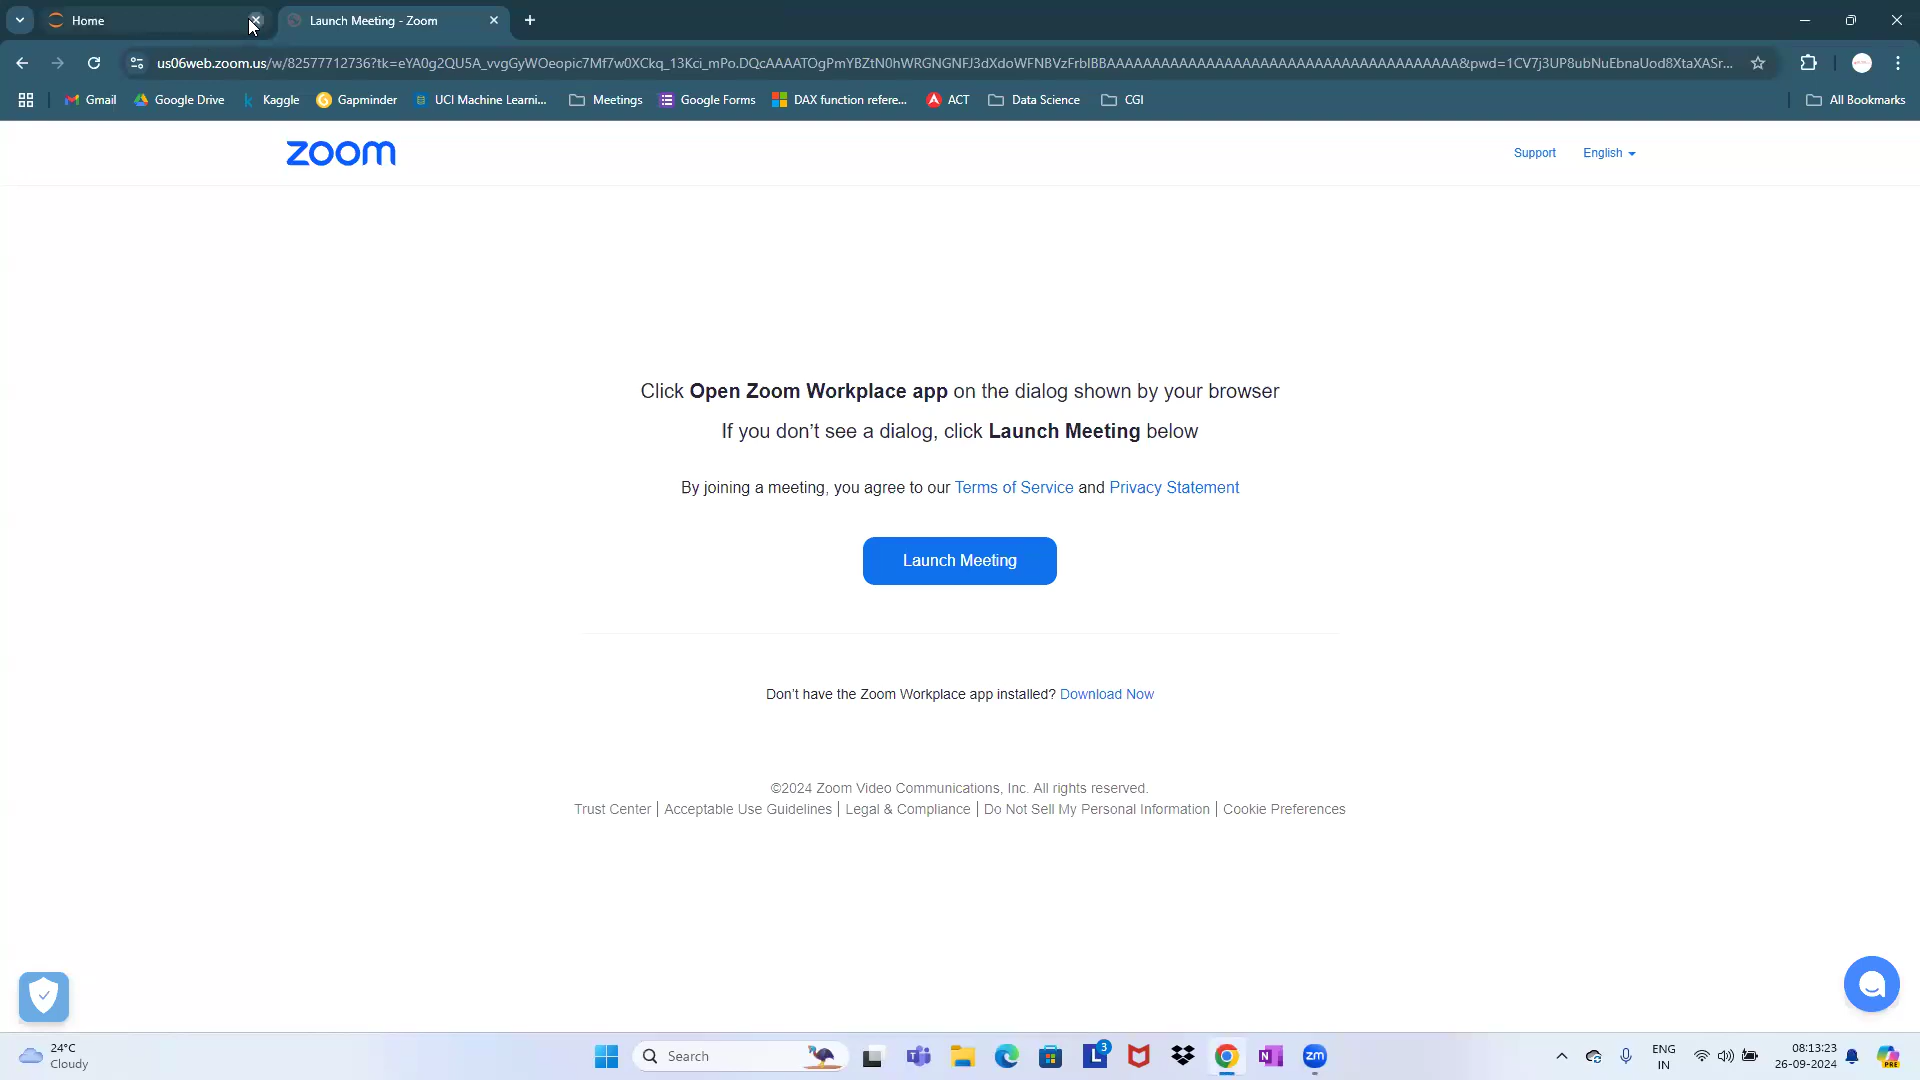 Home
Launch Meeting - Zoom
us06web.zoom.us/w/82577712736?tk=eYA0g2QU5A_vvgGyWOeopic7Mf7w0XCkq_13Kci_mPo.DQcAAAATOgPmYBZtN0hWRGNGNFJ3dXdoWFNBVzFrblBBAAAAAAAAAAAAAAAAAAAAAAAAAAAAAAAAAAAAAA&pwd=1CV7j3UP8ubNuEbnaUod8XtaXASr...
Gmail Google Drive Kaggle Gapminder UCI Machine Learni... Meetings Google Forms DAX function refere... ACT Data Science CGI All Bookmarks
zoom
Support English
Click Open Zoom Workplace app on the dialog shown by your browser
If you don’t see a dialog, click Launch Meeting below
By joining a meeting, you agree to our Terms of Service and Privacy Statement
Launch Meeting
Don’t have the Zoom Workplace app installed? Download Now
©2024 Zoom Video Communications, Inc. All rights reserved.
Trust Center | Acceptable Use Guidelines | Legal & Compliance | Do Not Sell My Personal Information | Cookie Preferences
24°C
Cloudy
Search
L 3
zm
ENG
IN
08:13:23
26-09-2024
PRE